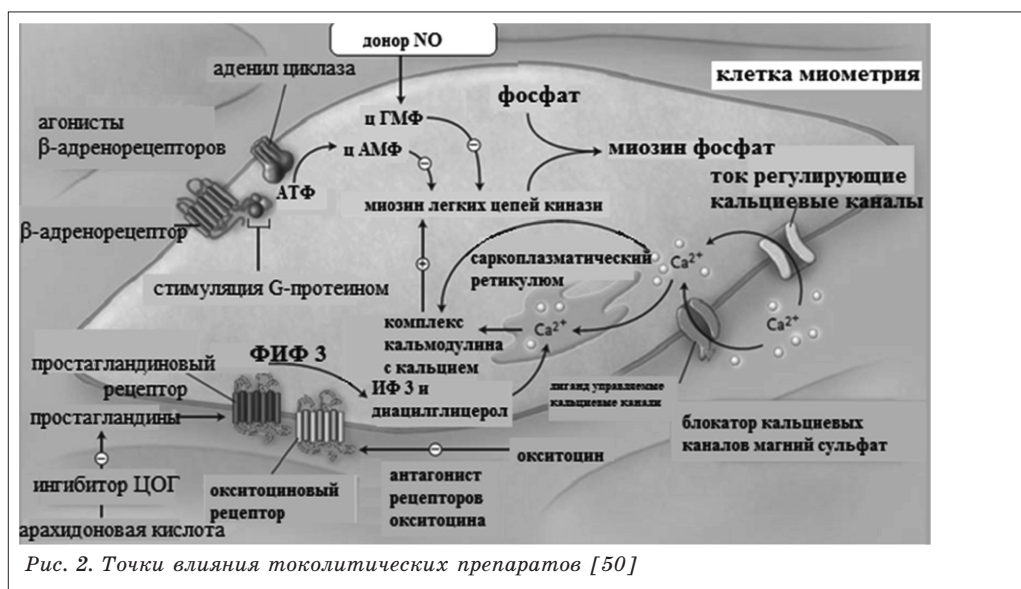 донор NO
аденил циклаза
клетка миометрия
фосфат
агонисты
β-адренорецепторов
ц ГМФ
ц АМФ
миозин фосфат
АТФ
ток регулирующие
кальциевые каналы
миозин легких цепей кинази
β-адренорецептор
саркоплазматический
ретикулюм
Ca2+
стимуляция G-протеином
Ca2+
Ca2+
комплекс
кальмодулина
с кальцием
простагландиновый
рецептор
ФИФ 3
ИФ 3 и
диацилглицерол
лиганд управляемые
кальциевые канали
простагландины
блокатор кальциевых
каналов магний сульфат
окситоцин
ингибитор ЦОГ
окситоциновый
рецептор
антагонист
рецепторов
окситоцина
арахидоновая кислота
Рис. 2. Точки влияния токолитических препаратов [50]